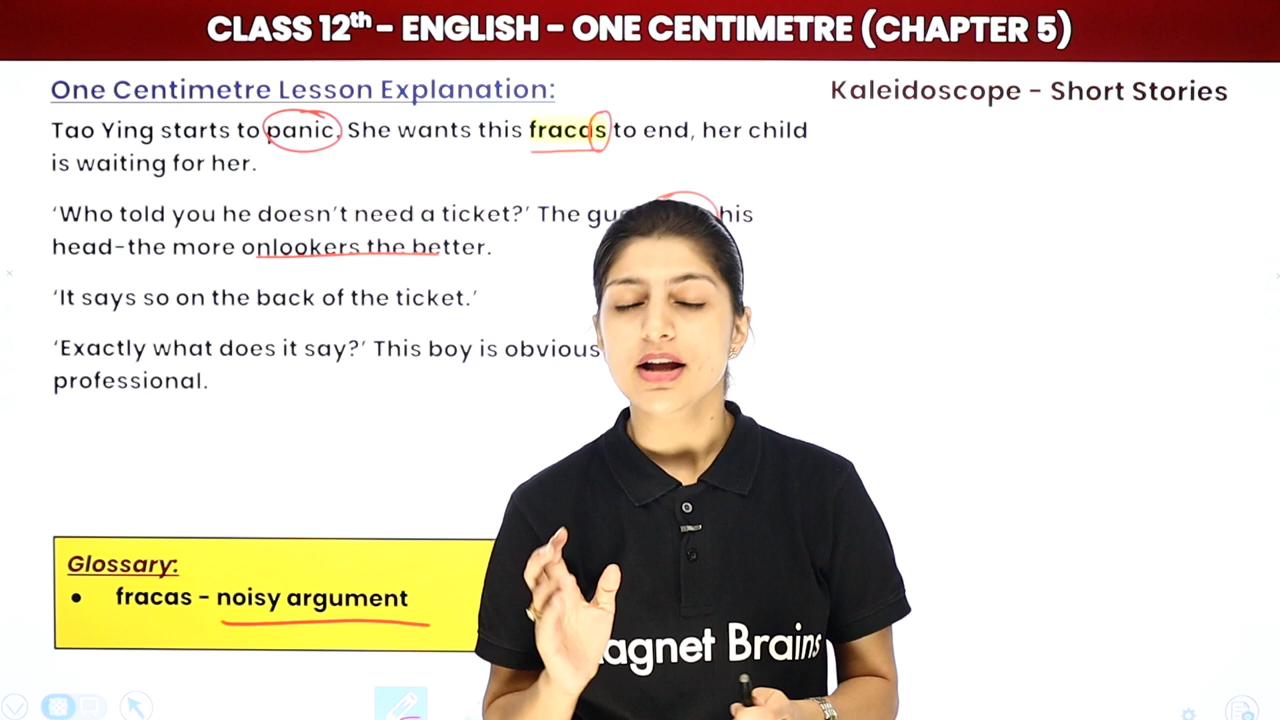 CLASS 12th - ENGLISH - ONE CENTIMETRE (CHAPTER 5)
One Centimetre Lesson Explanation:
Kaleidoscope - Short Stories
Tao Ying starts to panic. She wants this fracas to end, her child
is waiting for her.
‘Who told you he doesn’t need a ticket?’ The his
head-the more onlookers the better.
‘It says so on the back of the ticket.’
‘Exactly what does it say?’ This boy is
professional.
Glossary:
• fracas - noisy argument
agnet Brains